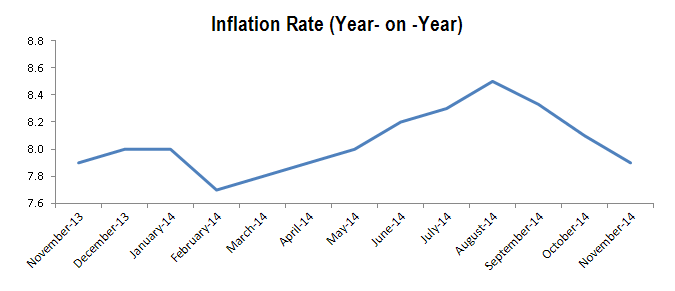 Inflation Rate (Year- on -Year)
8.8
8.6
8.4
8.2
8.0
7.8
7.6
November-13
December-13
January-14
February-14
March-14
April-14
May-14
June-14
July-14
August-14
September-14
October-14
November-14